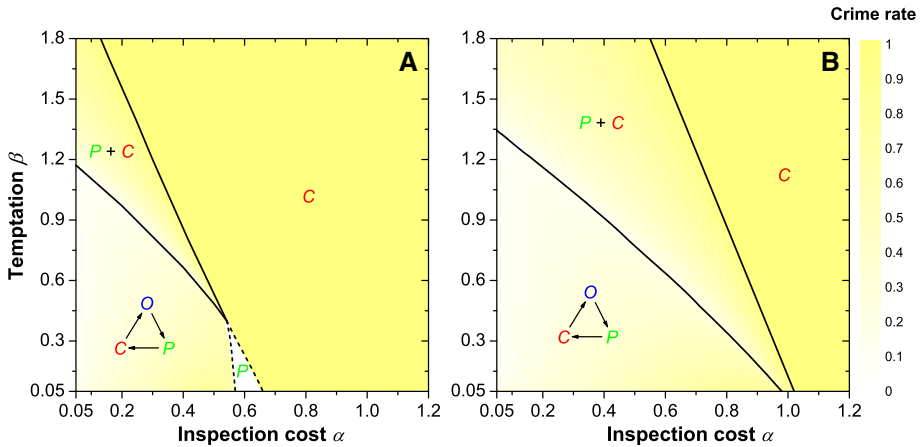 Crime rate
A
B
1.8
1.5
1.2
0.9
0.6
0.3
0.05
Temptation β
P + C
C
O
C
P
P
0.05 0.2 0.4 0.6 0.8 1.0 1.2
Inspection cost α
1.8
1.5
1.2
0.9
0.6
0.3
0.05
P + C
C
O
C
P
0.05 0.2 0.4 0.6 0.8 1.0 1.2
Inspection cost α
1
0.9
0.8
0.7
0.6
0.5
0.4
0.3
0.2
0.1
0